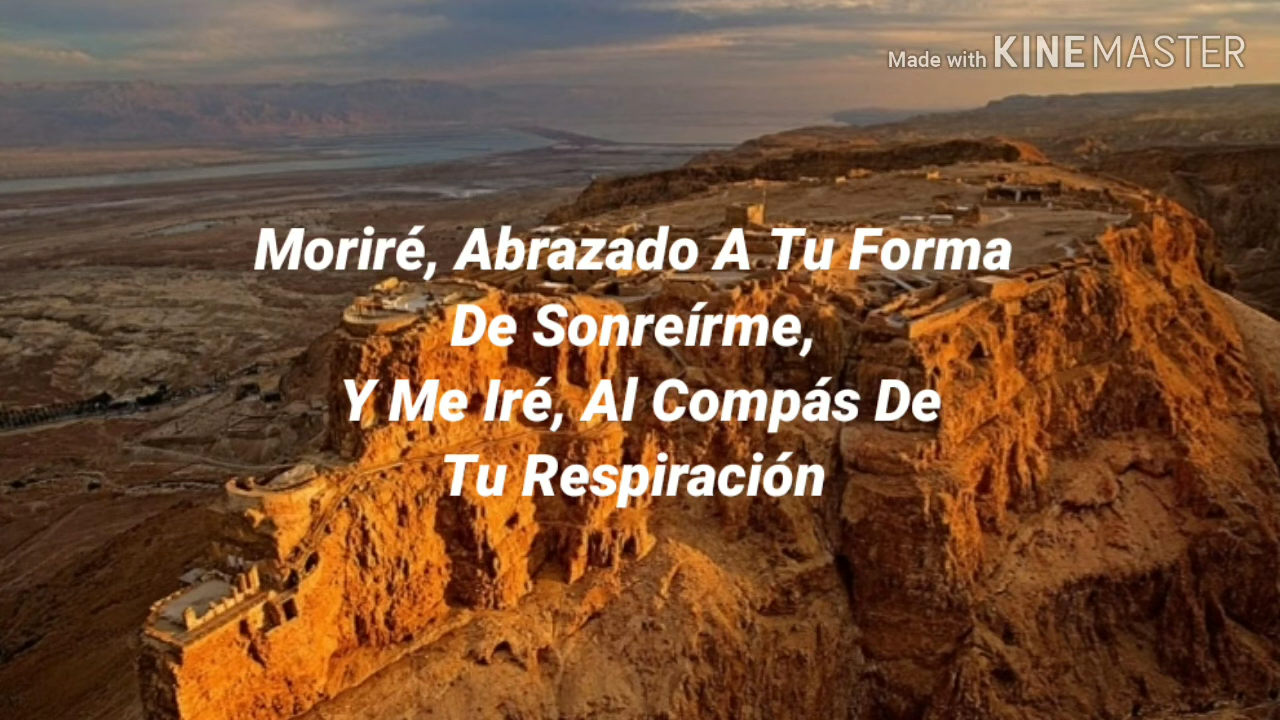 Made with KINEMASTER
Moriré, Abrazado A Tu Forma
De Sonreírme,
Y Me Iré, Al Compás De
Tu Respiración